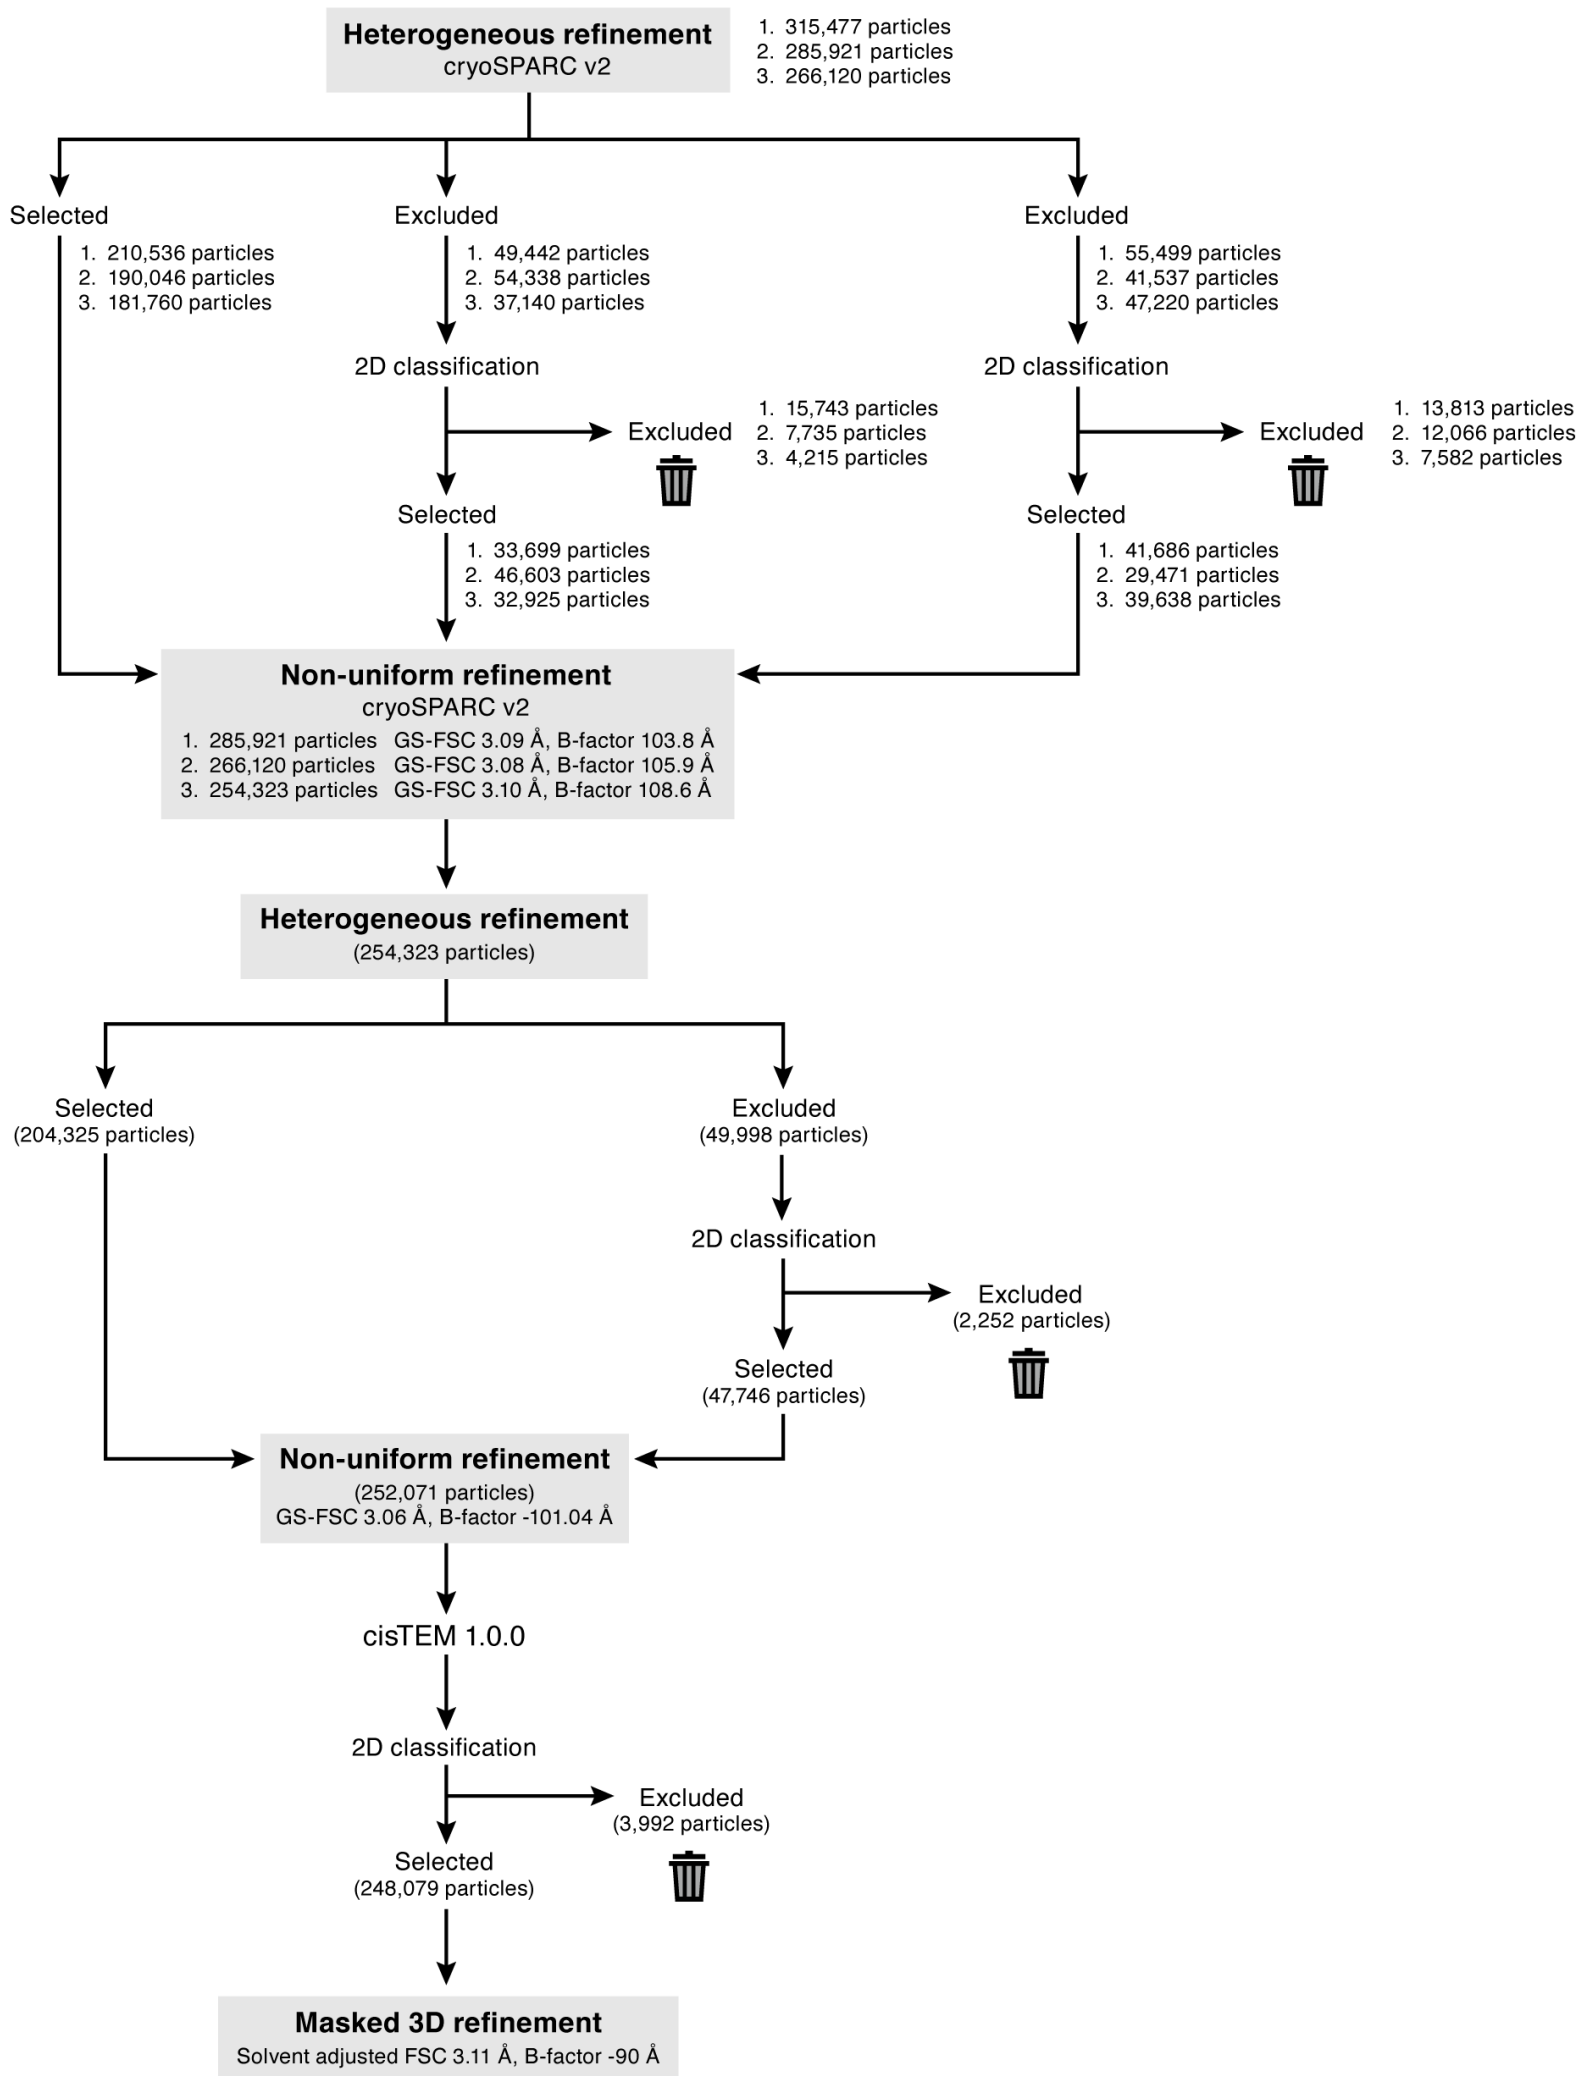 Heterogeneous refinement
cryoSPARC v2
1. 315,477 particles
2. 285,921 particles
3. 266,120 particles
Selected
1. 210,536 particles
2. 190,046 particles
3. 181,760 particles
Excluded
1. 49,442 particles
2. 54,338 particles
3. 37,140 particles
2D classification
Excluded
1. 15,743 particles
2. 7,735 particles
3. 4,215 particles
Selected
1. 33,699 particles
2. 46,603 particles
3. 32,925 particles
Excluded
1. 55,499 particles
2. 41,537 particles
3. 47,220 particles
2D classification
Excluded
1. 13,813 particles
2. 12,066 particles
3. 7,582 particles
Selected
1. 41,686 particles
2. 29,471 particles
3. 39,638 particles
Non-uniform refinement
cryoSPARC v2
1. 285,921 particles GS-FSC 3.09 Å, B-factor 103.8 Å
2. 266,120 particles GS-FSC 3.08 Å, B-factor 105.9 Å
3. 254,323 particles GS-FSC 3.10 Å, B-factor 108.6 Å
Heterogeneous refinement
(254,323 particles)
Selected
(204,325 particles)
Excluded
(49,998 particles)
2D classification
Excluded
(2,252 particles)
Selected
(47,746 particles)
Non-uniform refinement
(252,071 particles)
GS-FSC 3.06 Å, B-factor -101.04 Å
cisTEM 1.0.0
2D classification
Excluded
(3,992 particles)
Selected
(248,079 particles)
Masked 3D refinement
Solvent adjusted FSC 3.11 Å, B-factor -90 Å